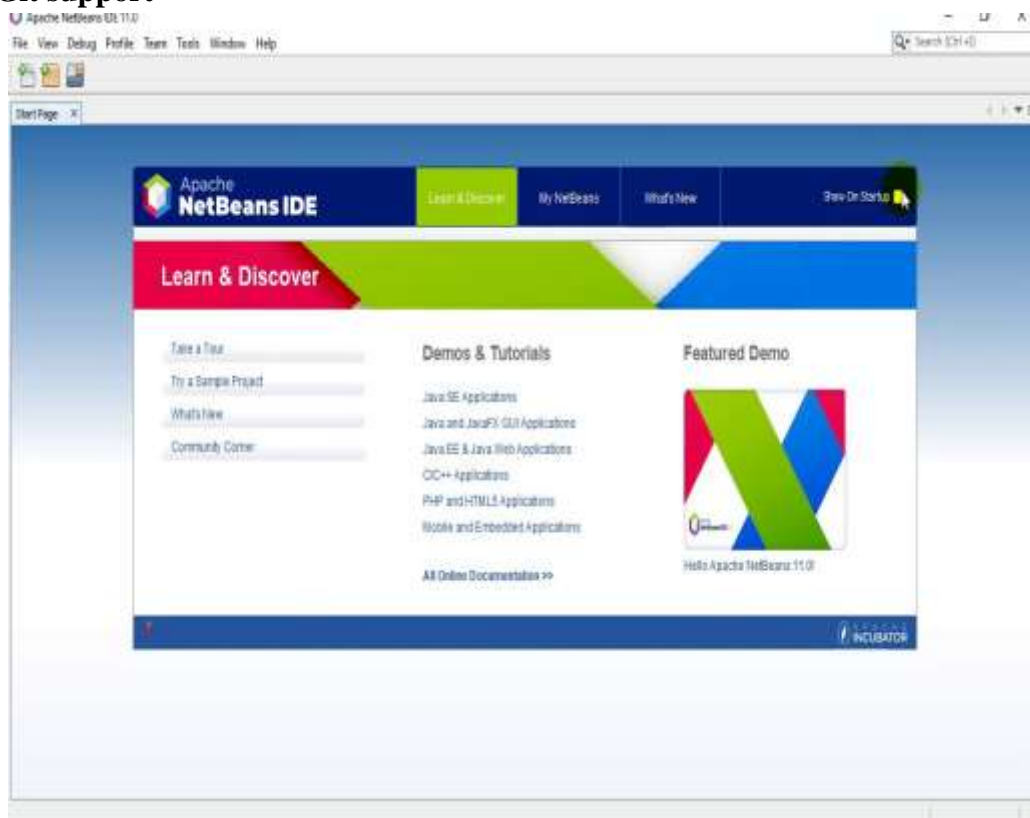 Git support
Apache NetBeans IDE 11.0
File View Debug Profile Team Tools Window Help
Search (Ctrl+I)
Start Page X
Apache
NetBeans IDE
Learn & Discover
My NetBeans
What's New
Show On Startup
Learn & Discover
Take a Tour
Try a Sample Project
What's New
Community Corner
Demos & Tutorials
Java SE Applications
Java and JavaFX GUI Applications
Java EE & Java Web Applications
C/C++ Applications
PHP and HTML5 Applications
Mobile and Embedded Applications
All Online Documentation >>
Featured Demo
Hello Apache NetBeans 11.0!
APACHE
INCUBATOR